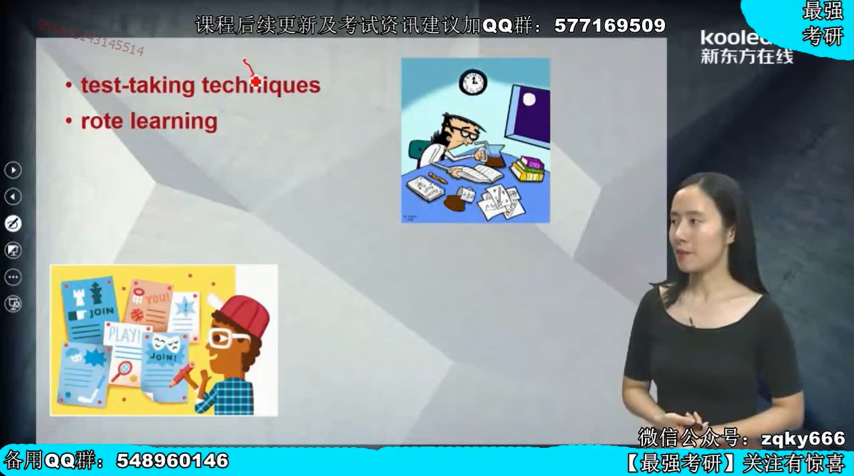 课程后续更新及考试资讯建议加QQ群：577169509
最强
考研
新东方在线
• test-taking techniques
• rote learning
JOIN
YOU!
PLAY!
JOIN!
微信公众号：zqky666
备用QQ群：548960146
【最强考研】关注有惊喜